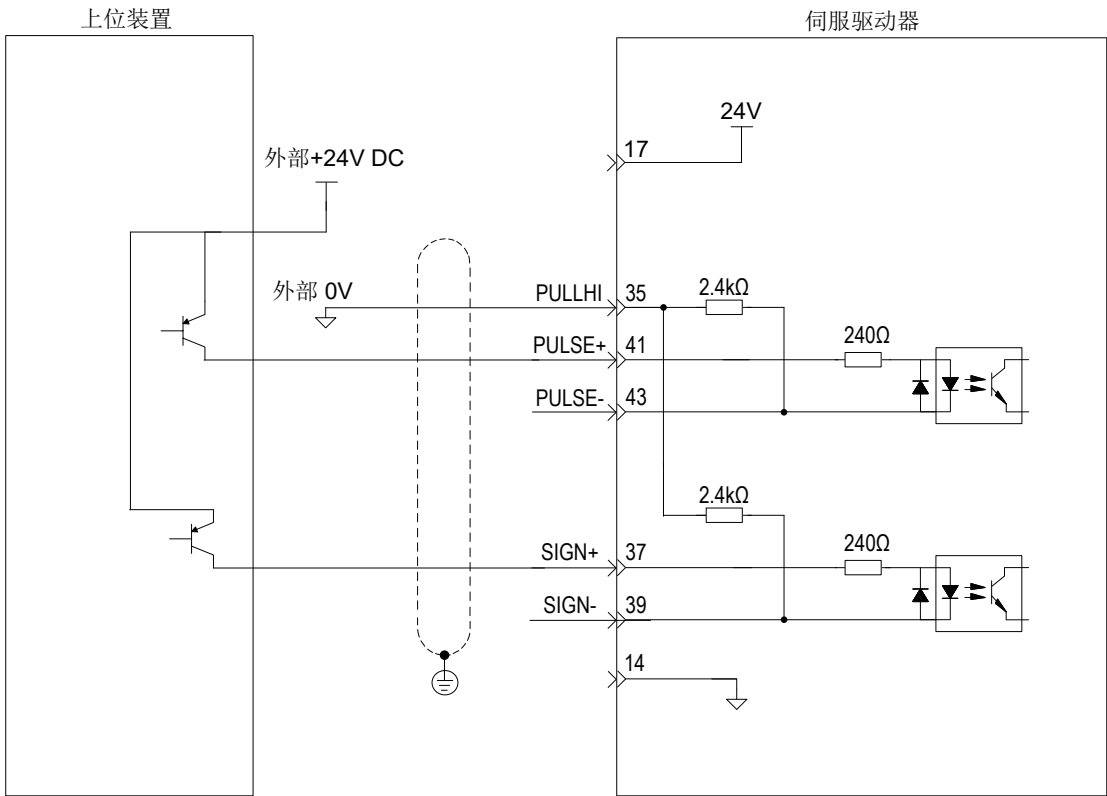 上位装置
伺服驱动器
24V
17
外部+24V DC
外部 0V
PULLHI
35
2.4kΩ
PULSE+
41
240Ω
PULSE-
43
2.4kΩ
SIGN+
37
240Ω
SIGN-
39
14